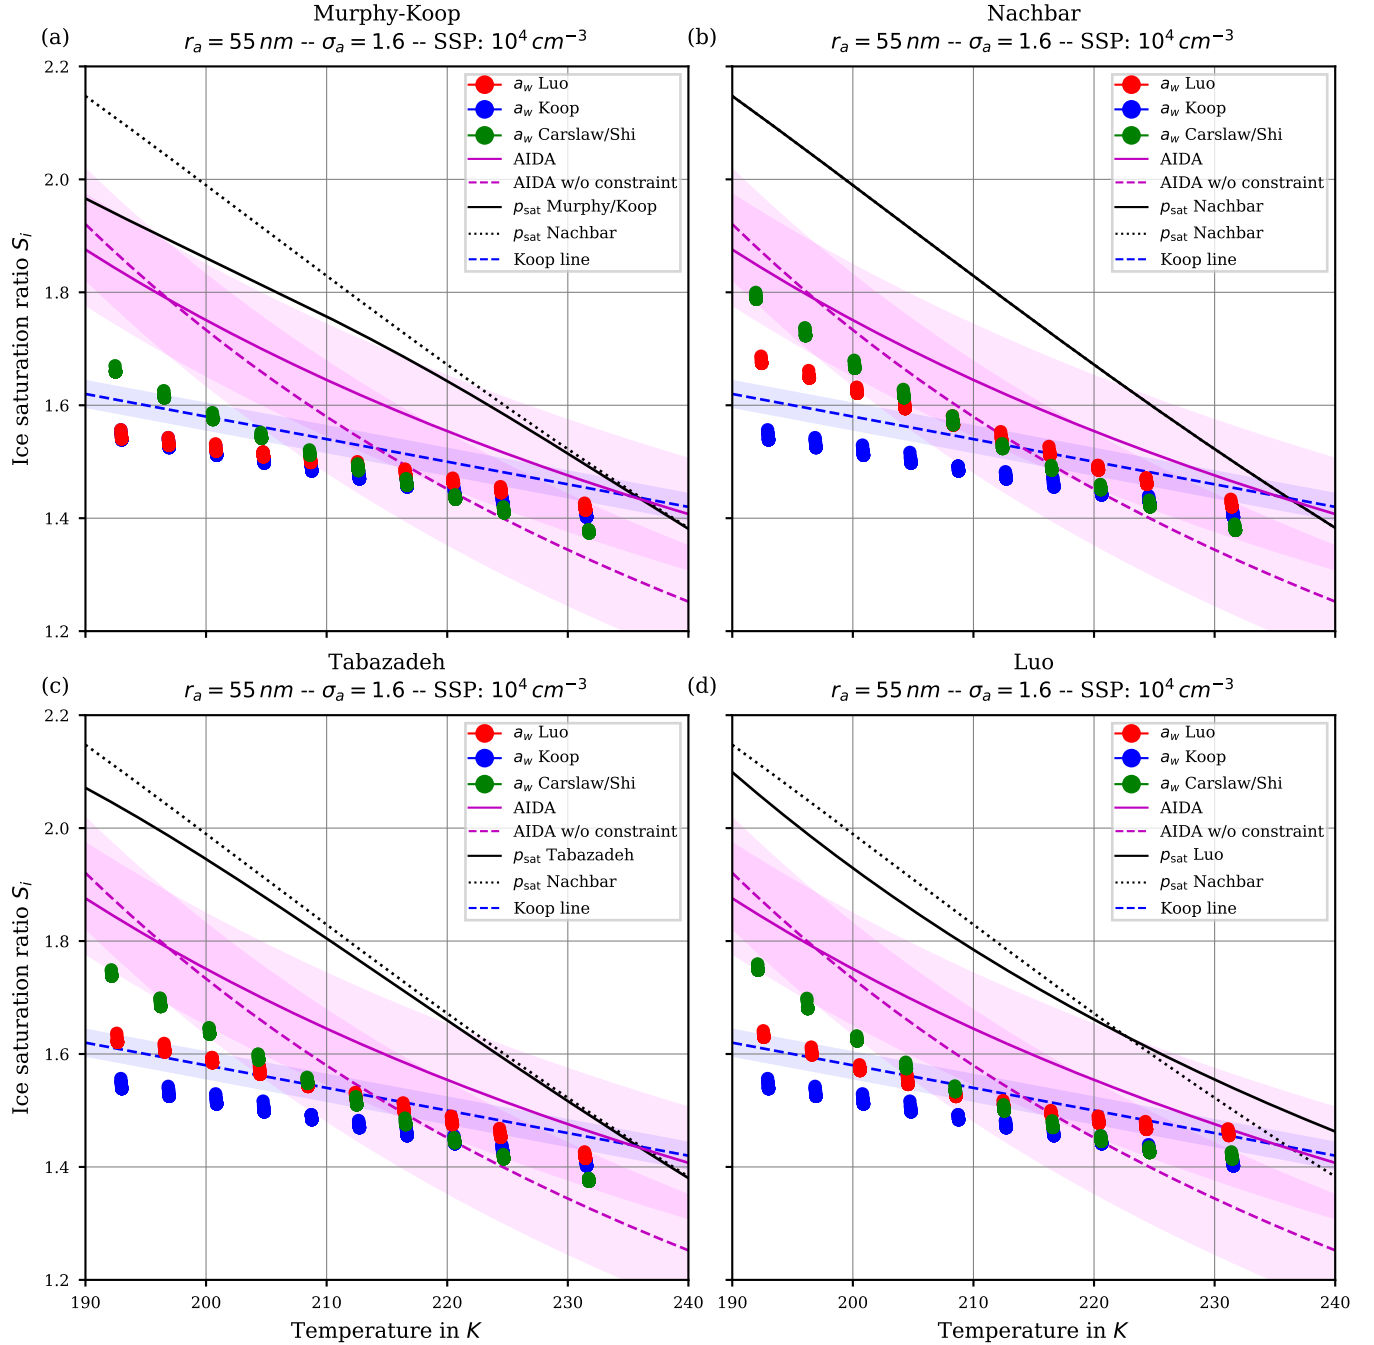 Murphy-Koop
(a)
r_a = 55 nm -- σ_a = 1.6 -- SSP: 10^4 cm^−3
2.2
2.0
1.8
1.6
1.4
1.2
Ice saturation ratio S_i
a_w Luo
a_w Koop
a_w Carslaw/Shi
AIDA
AIDA w/o constraint
p_sat Murphy/Koop
p_sat Nachbar
Koop line
190
200
210
220
230
240
Nachbar
(b)
r_a = 55 nm -- σ_a = 1.6 -- SSP: 10^4 cm^−3
a_w Luo
a_w Koop
a_w Carslaw/Shi
AIDA
AIDA w/o constraint
p_sat Nachbar
p_sat Nachbar
Koop line
Tabazadeh
(c)
r_a = 55 nm -- σ_a = 1.6 -- SSP: 10^4 cm^−3
2.2
2.0
1.8
1.6
1.4
1.2
Ice saturation ratio S_i
a_w Luo
a_w Koop
a_w Carslaw/Shi
AIDA
AIDA w/o constraint
p_sat Tabazadeh
p_sat Nachbar
Koop line
Temperature in K
Luo
(d)
r_a = 55 nm -- σ_a = 1.6 -- SSP: 10^4 cm^−3
a_w Luo
a_w Koop
a_w Carslaw/Shi
AIDA
AIDA w/o constraint
p_sat Luo
p_sat Nachbar
Koop line
190
200
210
220
230
240
Temperature in K